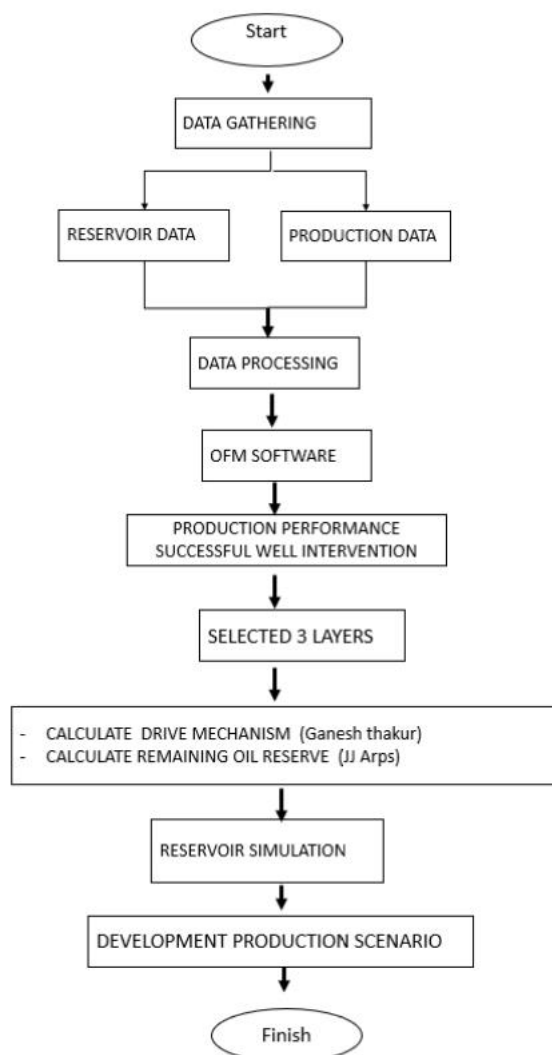 Start
DATA GATHERING
RESERVOIR DATA
PRODUCTION DATA
DATA PROCESSING
OFM SOFTWARE
PRODUCTION PERFORMANCE
SUCCESSFUL WELL INTERVENTION
SELECTED 3 LAYERS
- CALCULATE DRIVE MECHANISM (Ganesh thakur)
- CALCULATE REMAINING OIL RESERVE (JJ Arps)
RESERVOIR SIMULATION
DEVELOPMENT PRODUCTION SCENARIO
Finish